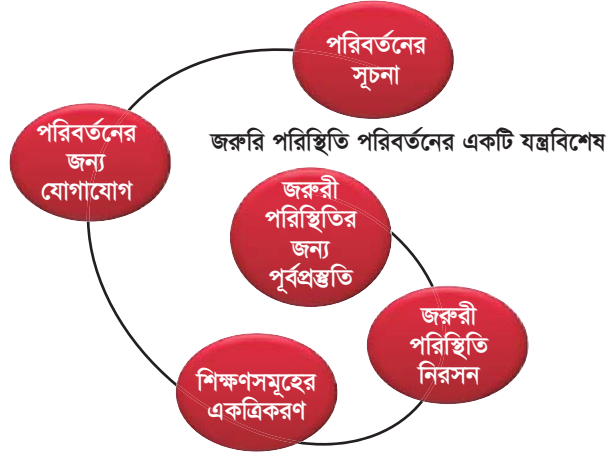 পরিবর্তনের
সূচনা
জরুরি পরিস্থিতি পরিবর্তনের একটি যন্ত্রবিশেষ
পরিবর্তনের
জন্য
যোগাযোগ
জরুরী
পরিস্থিতির
জন্য
পূর্বপ্রস্তুতি
জরুরী
পরিস্থিতি
নিরসন
শিক্ষণসমূহের
একত্রিকরণ